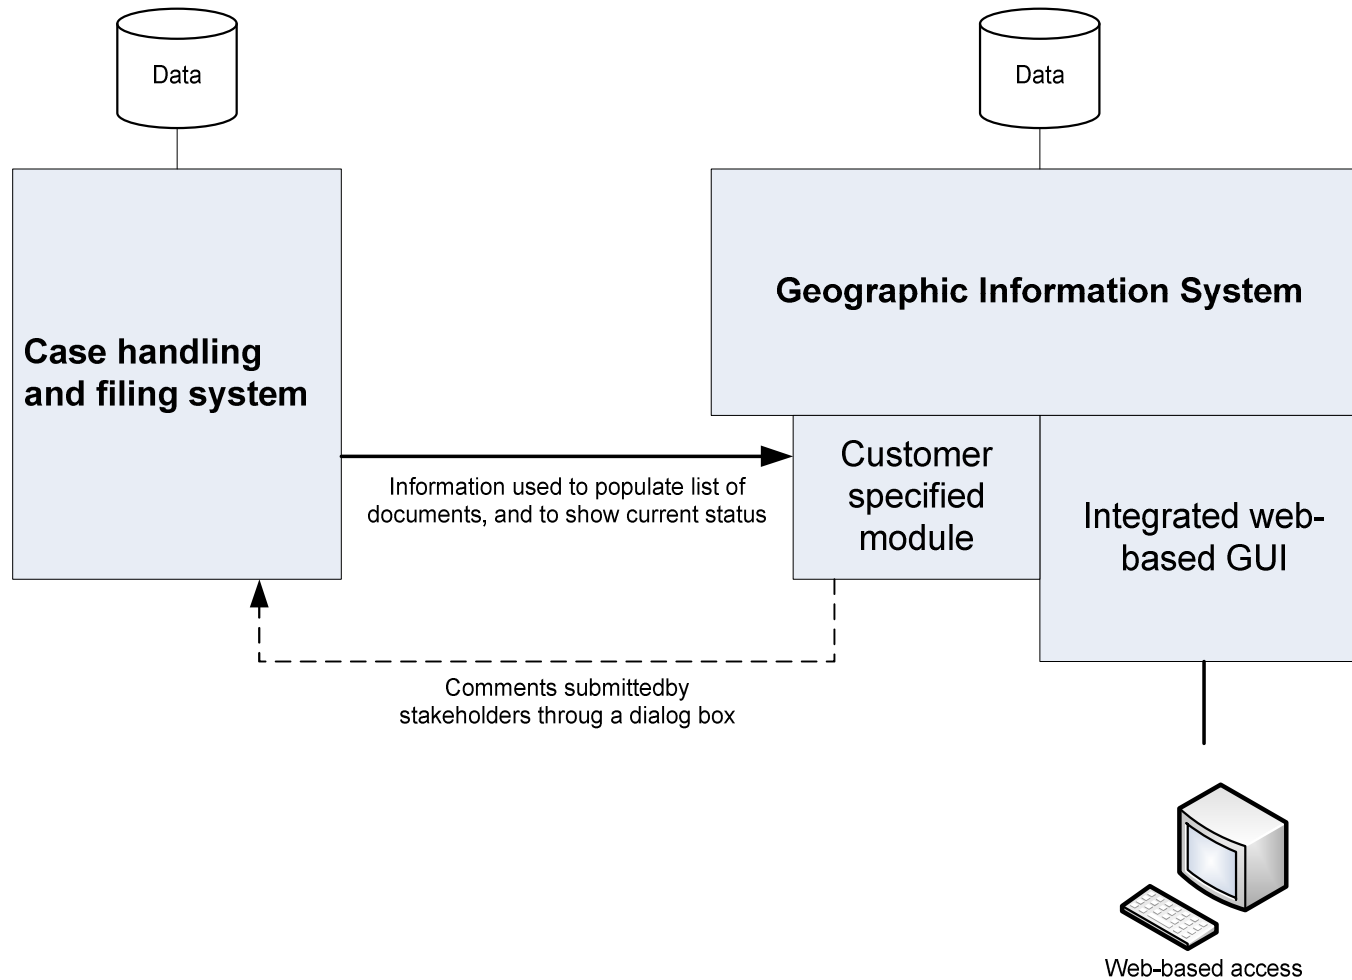 Data
Data
Geographic Information System
Case handling
and filing system
Customer
specified
module
Information used to populate list of
documents, and to show current status
Integrated web-
based GUI
Comments submittedby
stakeholders throug a dialog box
Web-based access